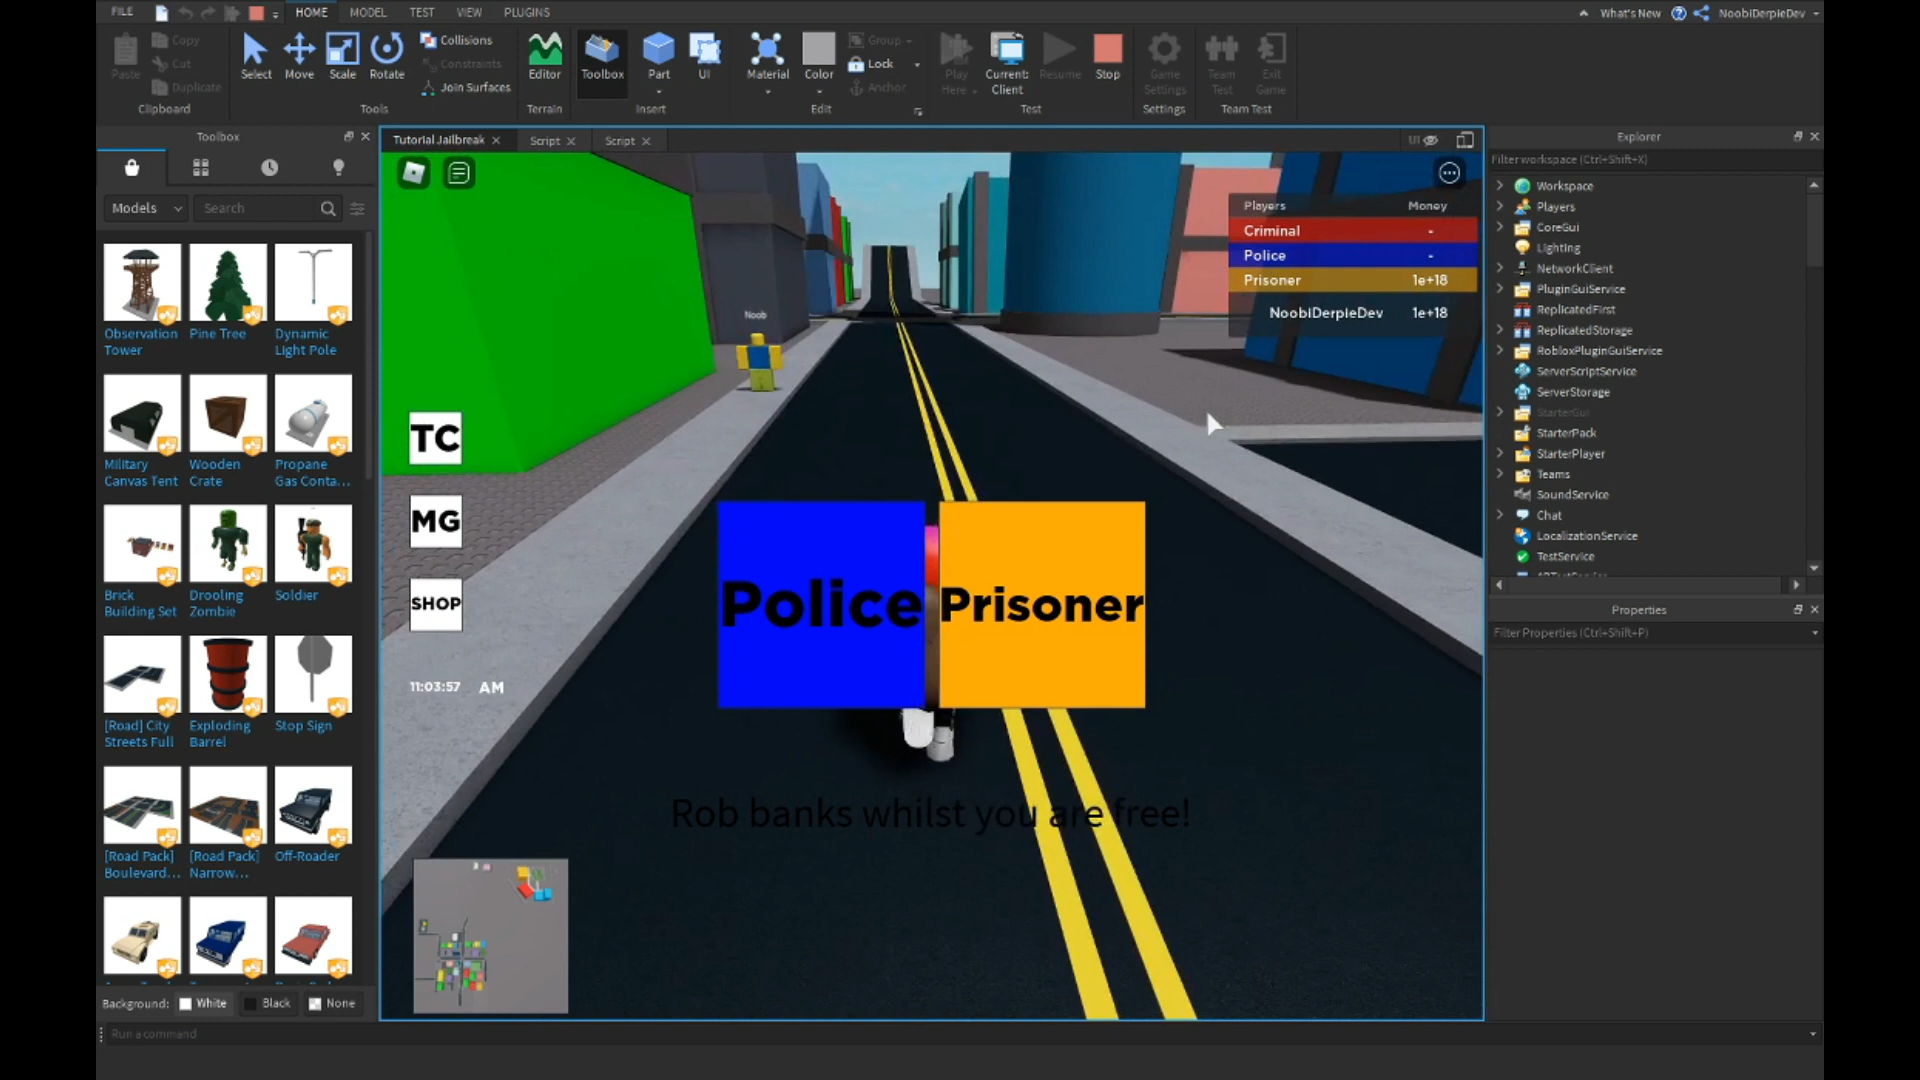 FILE HOME MODEL TEST VIEW PLUGINS What's New NoobiDerpieDev
Paste Copy Cut Duplicate Clipboard
Select Move Scale Rotate Collisions Constraints Join Surfaces Tools
Editor Terrain
Toolbox Part UI Insert
Material Color Group Lock Anchor Edit
Play Here Current: Client Resume Stop Test
Game Settings Settings
Team Test Exit Game Team Test
Toolbox
Models Search
Observation Tower
Pine Tree
Dynamic Light Pole
Military Canvas Tent
Wooden Crate
Propane Gas Conta...
Brick Building Set
Drooling Zombie
Soldier
[Road] City Streets Full
Exploding Barrel
Stop Sign
[Road Pack] Boulevard...
[Road Pack] Narrow...
Off-Roader
Background: White Black None
Run a command
Tutorial Jailbreak Script Script UI
Players Money
Criminal -
Police -
Prisoner 1e+18
NoobiDerpieDev 1e+18
Noob
TC
MG
SHOP
11:03:57 AM
Police
Prisoner
Rob banks whilst you are free!
Explorer
Filter workspace (Ctrl+Shift+X)
Workspace
Players
CoreGui
Lighting
NetworkClient
PluginGuiService
ReplicatedFirst
ReplicatedStorage
RobloxPluginGuiService
ServerScriptService
ServerStorage
StarterGui
StarterPack
StarterPlayer
Teams
SoundService
Chat
LocalizationService
TestService
Properties
Filter Properties (Ctrl+Shift+P)